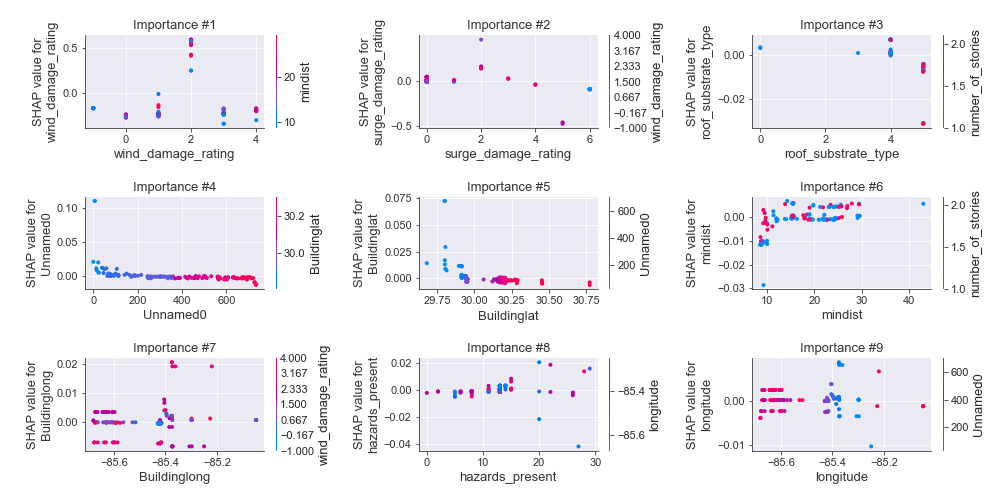 Importance #1
SHAP value for
wind_damage_rating
0.5
0.0
0
2
4
wind_damage_rating
20
10
mindist
Importance #2
SHAP value for
surge_damage_rating
0.0
−0.5
0
2
4
6
surge_damage_rating
4.000
3.167
2.333
1.500
0.667
−0.167
−1.000
wind_damage_rating
Importance #3
SHAP value for
roof_substrate_type
0.00
−0.02
0
2
4
roof_substrate_type
2.0
1.5
1.0
number_of_stories
Importance #4
SHAP value for
Unnamed0
0.10
0.05
0.00
0
200
400
600
Unnamed0
30.2
30.0
Buildinglat
Importance #5
SHAP value for
Buildinglat
0.075
0.050
0.025
0.000
29.75
30.00
30.25
30.50
30.75
Buildinglat
600
400
200
Unnamed0
Importance #6
SHAP value for
mindist
0.00
−0.01
−0.02
−0.03
10
20
30
40
mindist
2.0
1.5
1.0
number_of_stories
Importance #7
SHAP value for
Buildinglong
0.02
0.01
0.00
−85.6
−85.4
−85.2
Buildinglong
4.000
3.167
2.333
1.500
0.667
−0.167
−1.000
wind_damage_rating
Importance #8
SHAP value for
hazards_present
0.02
0.00
−0.02
−0.04
0
10
20
30
hazards_present
−85.4
−85.6
longitude
Importance #9
SHAP value for
longitude
0.00
−0.01
−85.6
−85.4
−85.2
longitude
600
400
200
Unnamed0